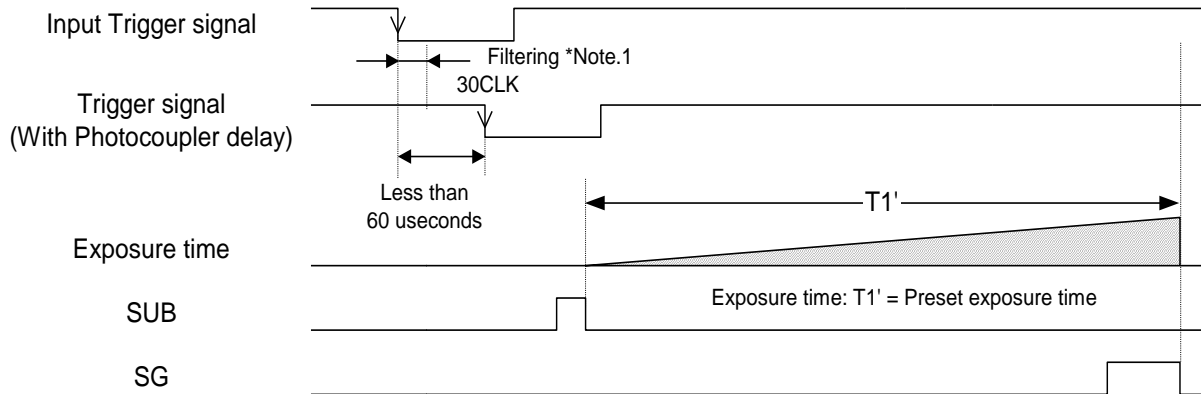 Input Trigger signal
Filtering *Note.1
30CLK
Trigger signal
(With Photocoupler delay)
Less than
60 useconds
T1'
Exposure time
Exposure time: T1' = Preset exposure time
SUB
SG